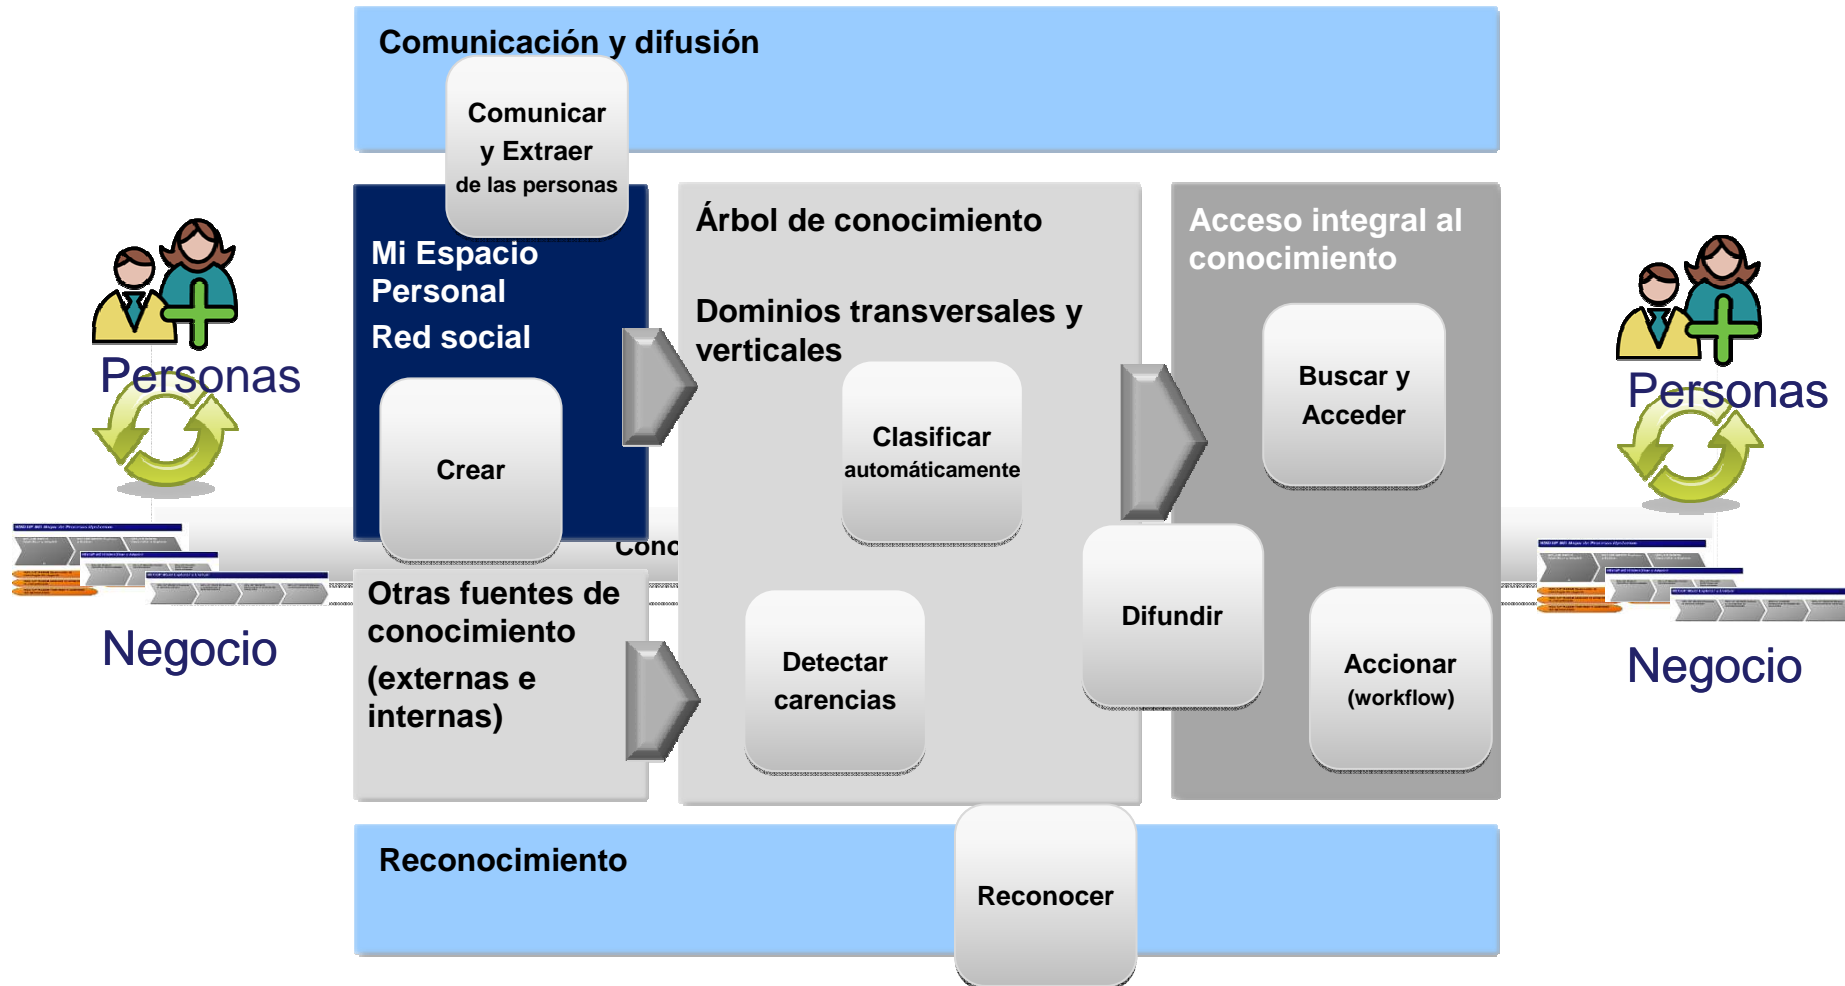 Comunicación y difusión
Comunicar
y Extraer
de las personas
Mi Espacio
Personal
Red social
Crear
Otras fuentes de
conocimiento
(externas e
internas)
Árbol de conocimiento
Dominios transversales y
verticales
Clasificar
automáticamente
Detectar
carencias
Difundir
Acceso integral al
conocimiento
Buscar y
Acceder
Accionar
(workflow)
Reconocimiento
Reconocer
Personas
Negocio
Personas
Negocio